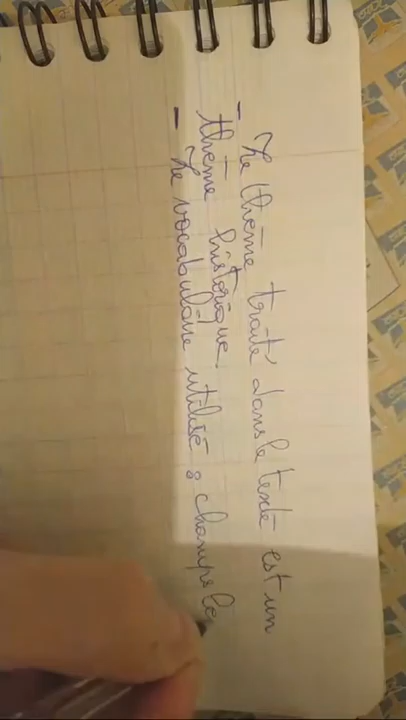 - Le thème traité dans le texte est un
thème historique.
- Le vocabulaire utilisé : champs le